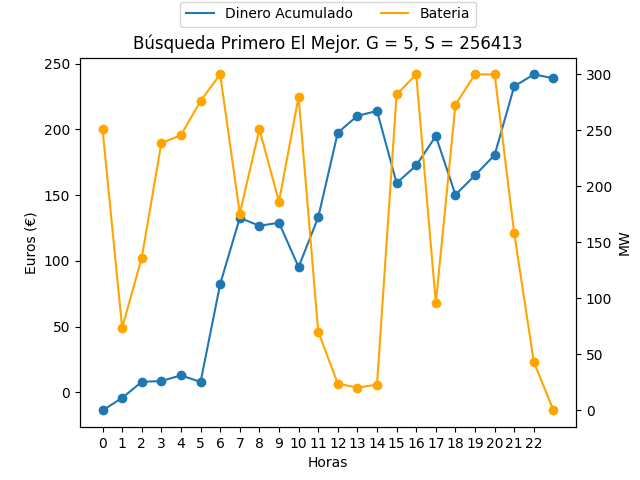 Dinero Acumulado Bateria
Búsqueda Primero El Mejor. G = 5, S = 256413
250
200
150
100
50
0
Euros (€)
300
250
200
150
100
50
0
MW
0 1 2 3 4 5 6 7 8 9 10 11 12 13 14 15 16 17 18 19 20 21 22
Horas